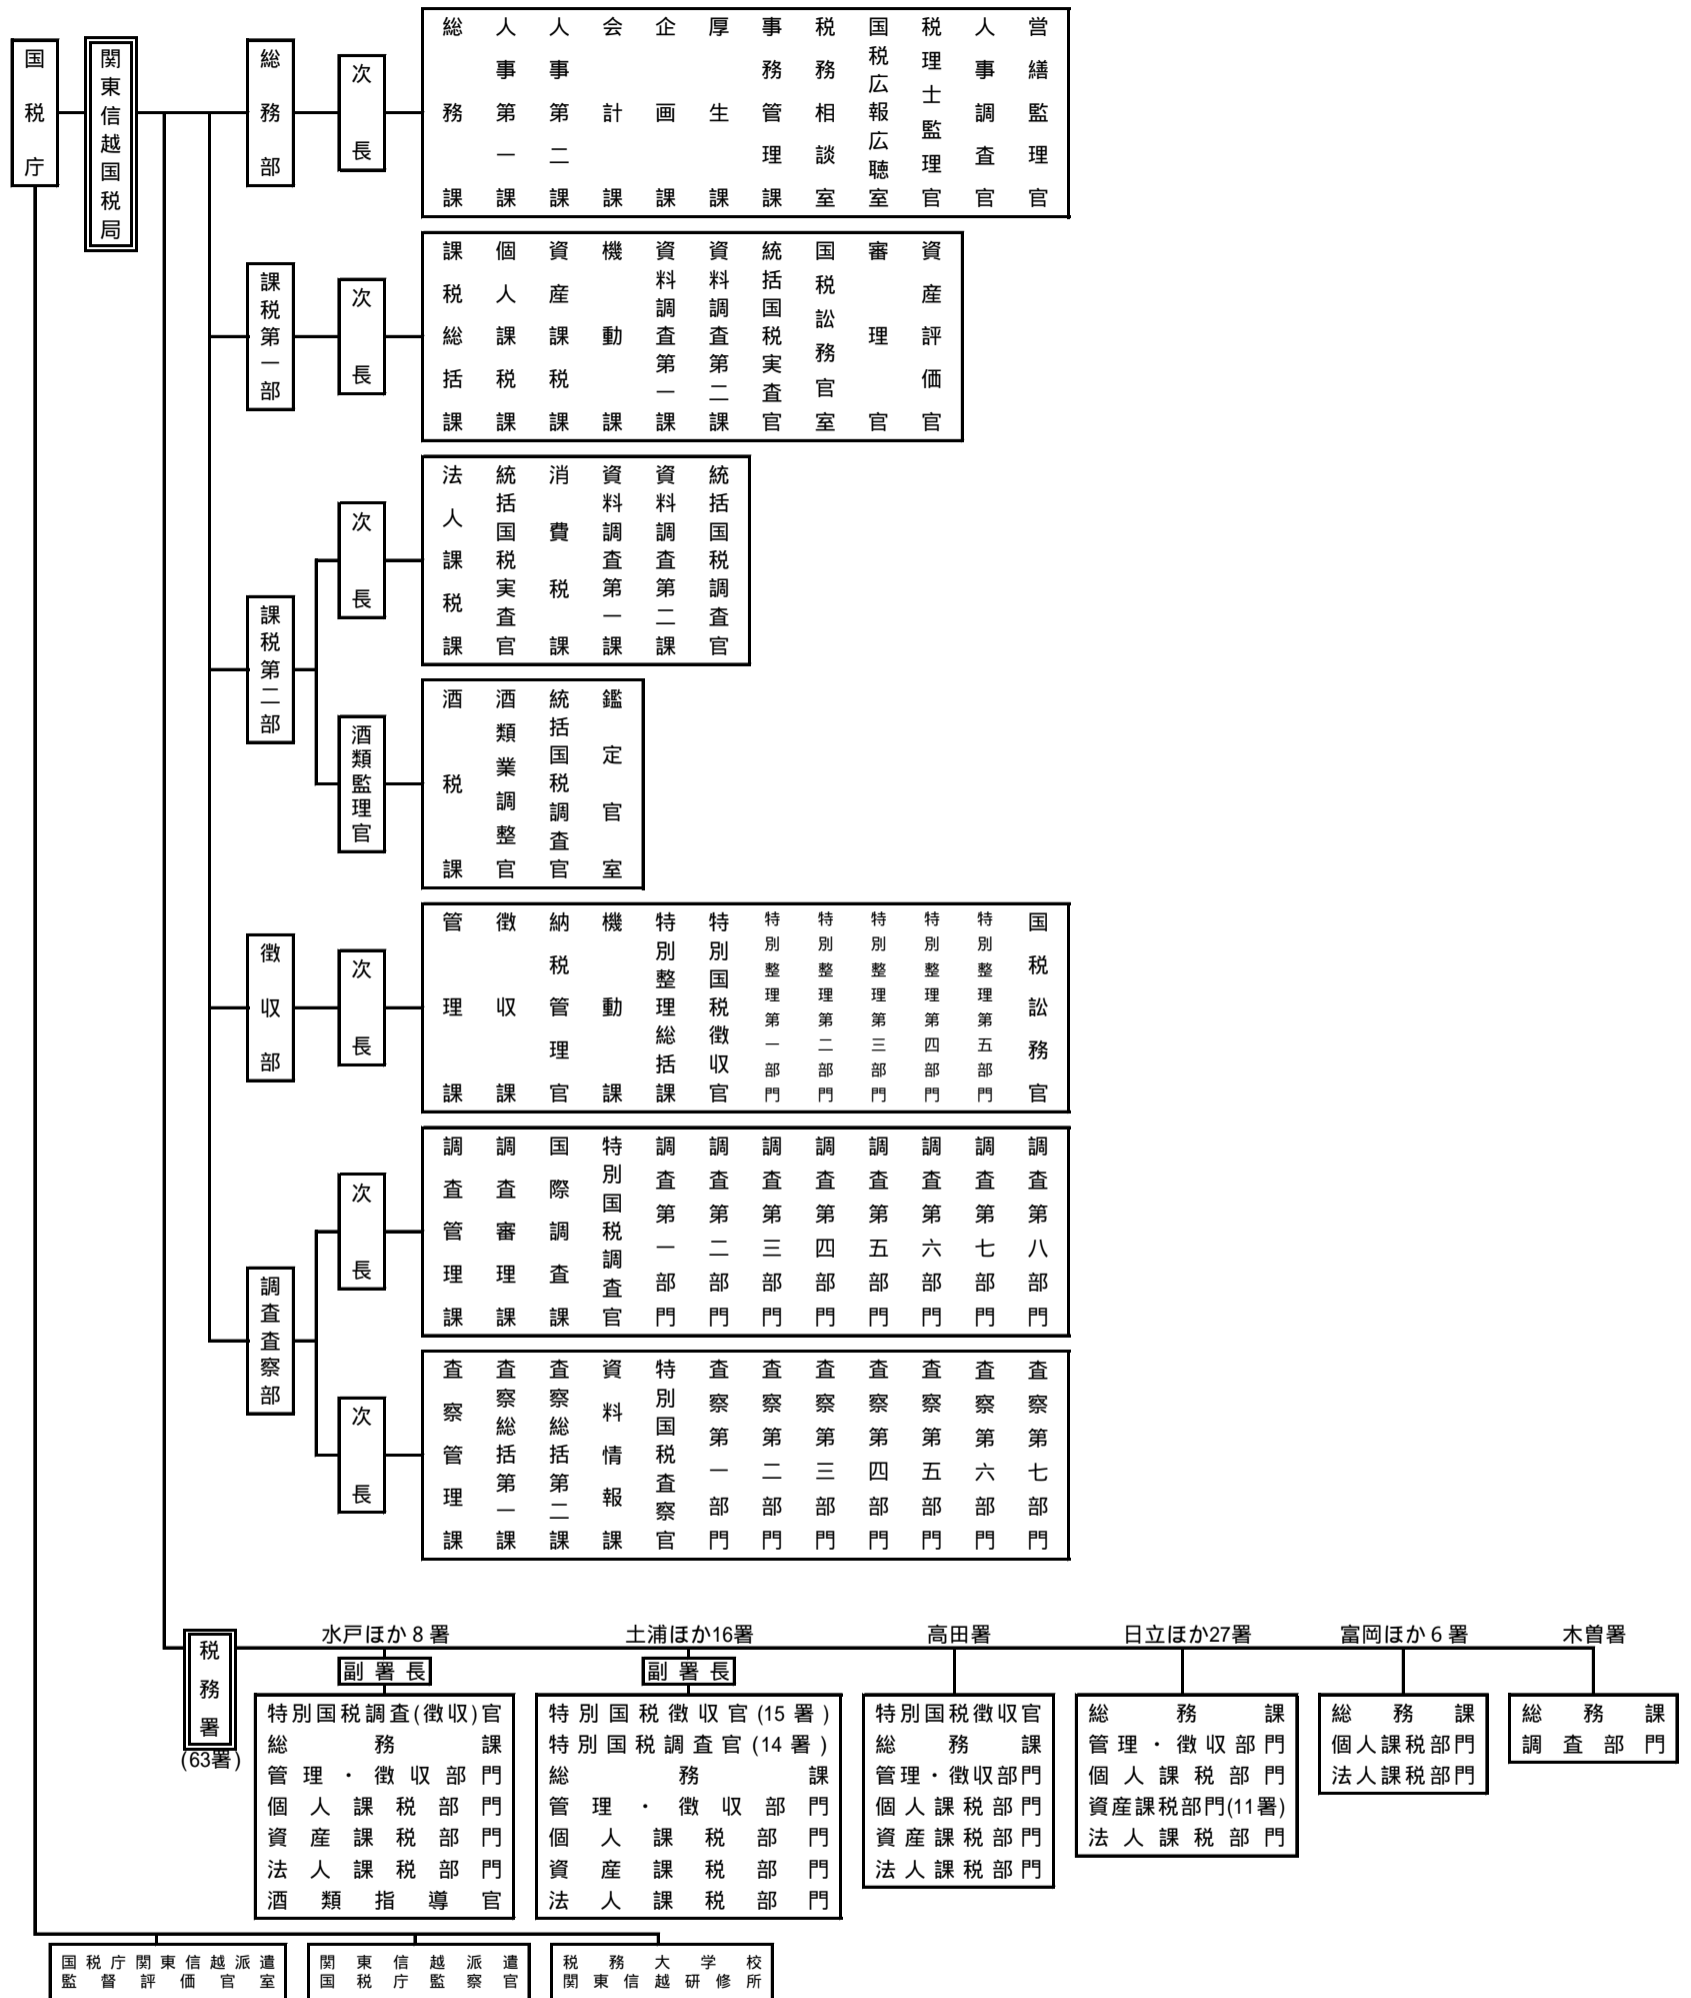 国税庁
関東信越国税局
総務部
次長
総務課
人事第一課
人事第二課
会計課
企画課
厚生課
事務管理課
税務相談室
国税広報広聴室
税理士監理官
人事調査官
営繕監理官
課税第一部
次長
課税総括課
個人課税課
資産課税課
機動課
資料調査第一課
資料調査第二課
統括国税実査官
国税訟務官室
審理官
資産評価官
課税第二部
次長
法人課税課
統括国税実査官
消費税課
資料調査第一課
資料調査第二課
統括国税調査官
酒類監理官
酒税課
酒類業調整官
統括国税調査官
鑑定官室
徴収部
次長
管理課
徴収課
納税管理官
機動課
特別整理総括課
特別国税徴収官
特別整理第一部門
特別整理第二部門
特別整理第三部門
特別整理第四部門
特別整理第五部門
国税訟務官
調査査察部
次長
調査管理課
調査審理課
国際調査課
特別国税調査官
調査第一部門
調査第二部門
調査第三部門
調査第四部門
調査第五部門
調査第六部門
調査第七部門
調査第八部門
次長
査察管理課
査察総括第一課
査察総括第二課
資料情報課
特別国税査察官
査察第一部門
査察第二部門
査察第三部門
査察第四部門
査察第五部門
査察第六部門
査察第七部門
税務署
(63署)
水戸ほか8署
副署長
特別国税調査(徴収)官
総務課
管理・徴収部門
個人課税部門
資産課税部門
法人課税部門
酒類指導官
土浦ほか16署
副署長
特別国税徴収官(15署)
特別国税調査官(14署)
総務課
管理・徴収部門
個人課税部門
資産課税部門
法人課税部門
高田署
特別国税徴収官
総務課
管理・徴収部門
個人課税部門
資産課税部門
法人課税部門
日立ほか27署
総務課
管理・徴収部門
個人課税部門
資産課税部門(11署)
法人課税部門
富岡ほか6署
総務課
個人課税部門
法人課税部門
木曽署
総務課
調査部門
国税庁関東信越派遣
監督評価官室
関東信越派遣
国税庁監察官
税務大学校
関東信越研修所